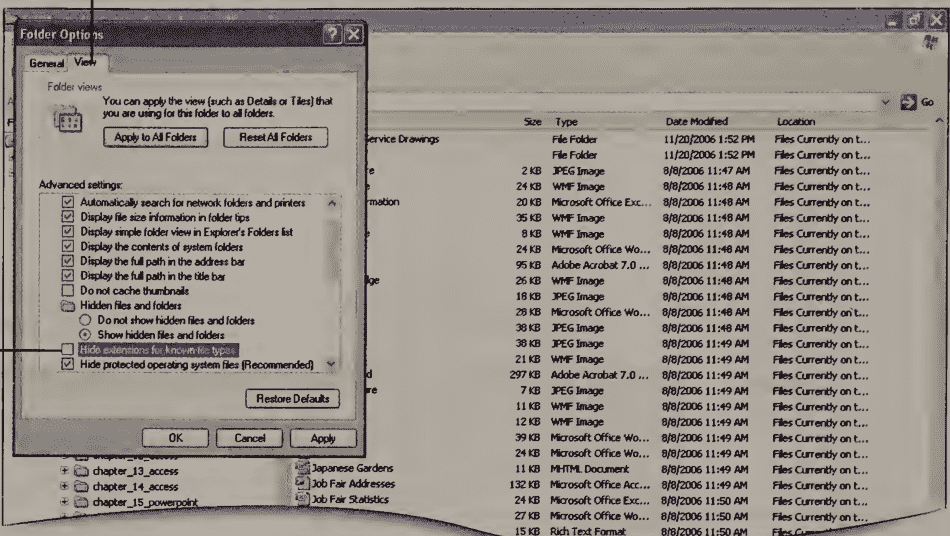 Folder Options
General View
Folder views
You can apply the view (such as Details or Tiles) that
you are using for this folder to all folders.
Apply to All Folders Reset All Folders
Advanced settings:
Automatically search for network folders and printers
Display file size information in folder tips
Display simple folder view in Explorer's Folders list
Display the contents of system folders
Display the full path in the address bar
Display the full path in the title bar
Do not cache thumbnails
Hidden files and folders
Do not show hidden files and folders
Show hidden files and folders
Hide extensions for known file types
Hide protected operating system files (Recommended)
Restore Defaults
OK Cancel Apply
Go
Size Type Date Modified Location
ervice Drawings File Folder 11/20/2006 1:52 PM Files Currently on t...
File Folder 11/20/2006 1:52 PM Files Currently on t...
re 2 KB JPEG Image 8/8/2006 11:47 AM Files Currently on t...
24 KB WMF Image 8/8/2006 11:48 AM Files Currently on t...
rmation 20 KB Microsoft Office Exc... 8/8/2006 11:48 AM Files Currently on t...
35 KB WMF Image 8/8/2006 11:48 AM Files Currently on t...
8 KB WMF Image 8/8/2006 11:48 AM Files Currently on t...
24 KB Microsoft Office Wo... 8/8/2006 11:48 AM Files Currently on t...
95 KB Adobe Acrobat 7.0 ... 8/8/2006 11:48 AM Files Currently on t...
26 KB WMF Image 8/8/2006 11:48 AM Files Currently on t...
18 KB JPEG Image 8/8/2006 11:48 AM Files Currently on t...
28 KB Microsoft Office Wo... 8/8/2006 11:48 AM Files Currently on t...
38 KB JPEG Image 8/8/2006 11:48 AM Files Currently on t...
38 KB JPEG Image 8/8/2006 11:49 AM Files Currently on t...
21 KB WMF Image 8/8/2006 11:49 AM Files Currently on t...
297 KB Adobe Acrobat 7.0 ... 8/8/2006 11:49 AM Files Currently on t...
re 7 KB JPEG Image 8/8/2006 11:49 AM Files Currently on t...
11 KB WMF Image 8/8/2006 11:49 AM Files Currently on t...
12 KB WMF Image 8/8/2006 11:49 AM Files Currently on t...
39 KB Microsoft Office Wo... 8/8/2006 11:49 AM Files Currently on t...
24 KB Microsoft Office Wo... 8/8/2006 11:49 AM Files Currently on t...
chapter_13_access Japanese Gardens 11 KB MHTML Document 8/8/2006 11:49 AM Files Currently on t...
chapter_14_access Job Fair Addresses 132 KB Microsoft Office Acc... 8/8/2006 11:49 AM Files Currently on t...
chapter_15_powerpoint Job Fair Statistics 24 KB Microsoft Office Exc... 8/8/2006 11:50 AM Files Currently on t...
27 KB Microsoft Office Wo... 8/8/2006 11:50 AM Files Currently on t...
15 KB Rich Text Format 8/8/2006 11:50 AM Files Currently on t...